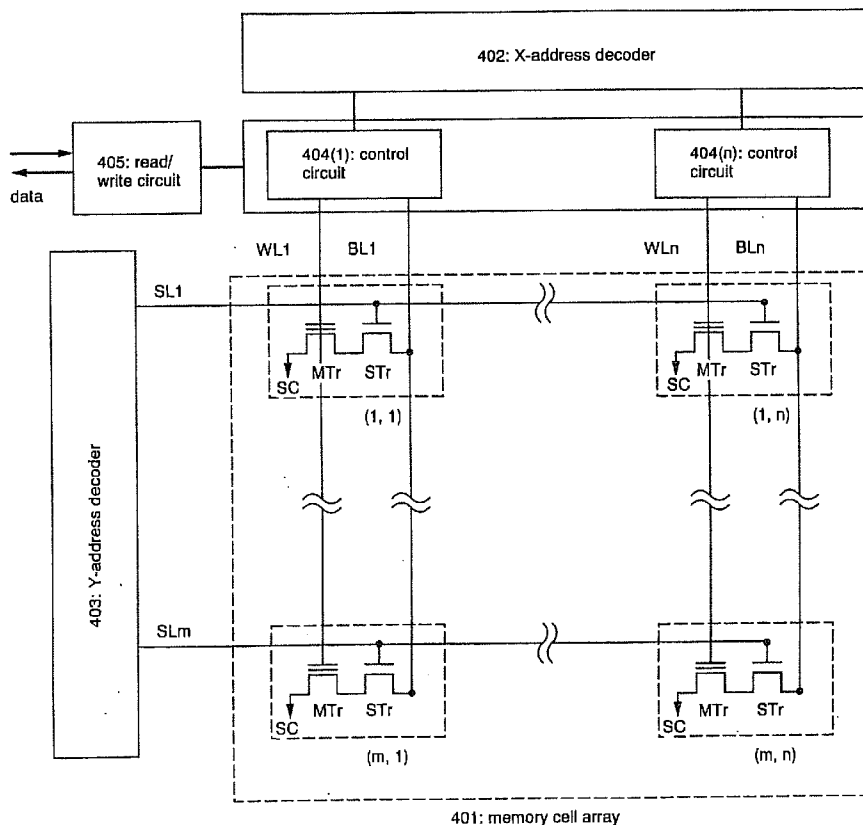 402: X-address decoder
405: read/
write circuit
data
404(1): control
circuit
404(n): control
circuit
WL1
BL1
WLn
BLn
SL1
MTr
STr
SC
(1, 1)
MTr
STr
SC
(1, n)
403: Y-address decoder
SLm
MTr
STr
SC
(m, 1)
MTr
STr
SC
(m, n)
401: memory cell array